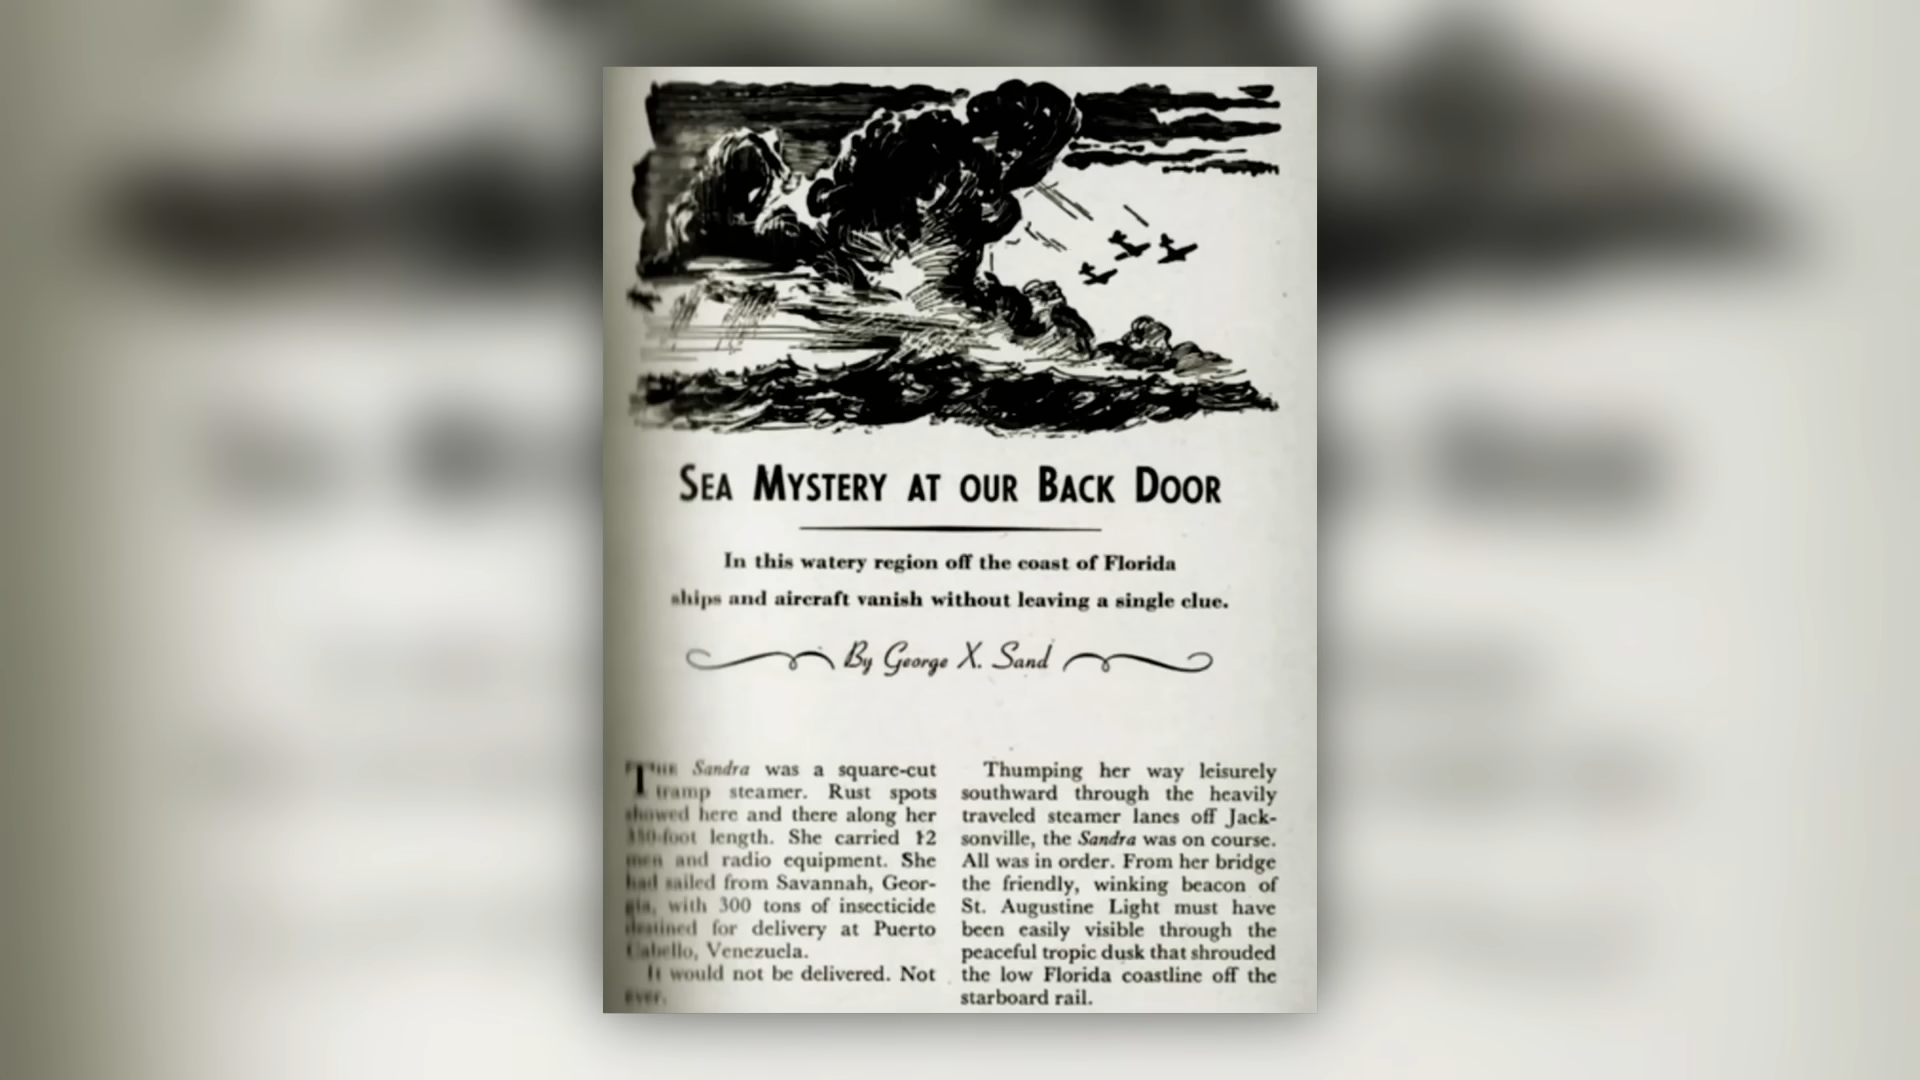 SEA MYSTERY AT OUR BACK DOOR
In this watery region off the coast of Florida
ships and aircraft vanish without leaving a single clue.
By George X. Sand
THE Sandra was a square-cut
tramp steamer. Rust spots
showed here and there along her
350-foot length. She carried 12
men and radio equipment. She
had sailed from Savannah, Geor-
gia, with 300 tons of insecticide
destined for delivery at Puerto
Cabello, Venezuela.
It would not be delivered. Not
ever.
Thumping her way leisurely
southward through the heavily
traveled steamer lanes off Jack-
sonville, the Sandra was on course.
All was in order. From her bridge
the friendly, winking beacon of
St. Augustine Light must have
been easily visible through the
peaceful tropic dusk that shrouded
the low Florida coastline off the
starboard rail.